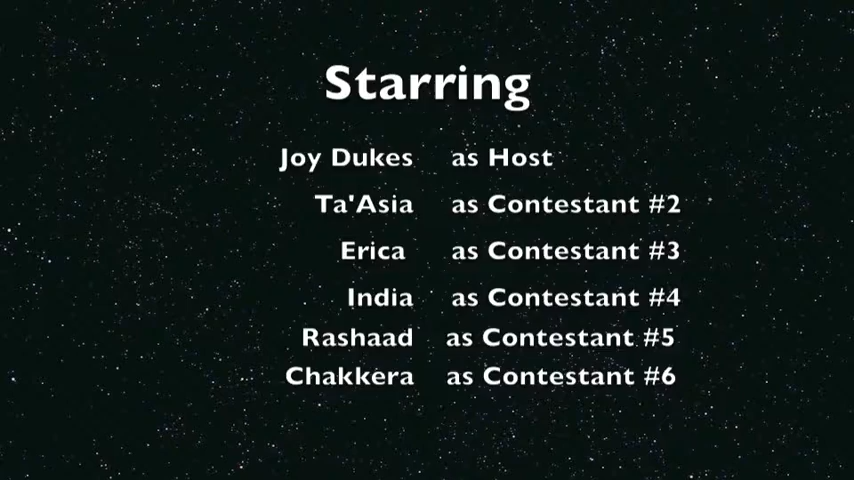 Starring
Joy Dukes as Host
Ta'Asia as Contestant #2
Erica as Contestant #3
India as Contestant #4
Rashaad as Contestant #5
Chakkera as Contestant #6